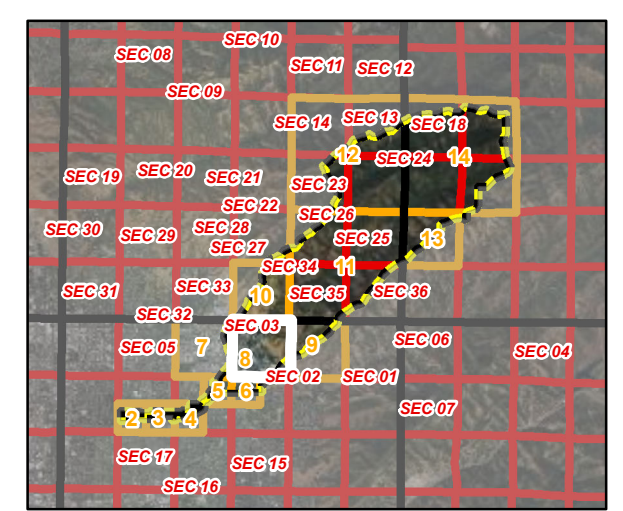 SEC 10
SEC 08
SEC 11
SEC 12
SEC 09
SEC 14
SEC 13
SEC 18
12
SEC 24
14
SEC 19
SEC 20
SEC 21
SEC 23
SEC 22
SEC 26
SEC 30
SEC 29
SEC 28
SEC 25
13
SEC 27
SEC 34
11
SEC 31
SEC 33
10
SEC 35
SEC 36
SEC 32
SEC 03
SEC 05
7
8
9
SEC 06
SEC 04
SEC 02
SEC 01
5
6
2
3
4
SEC 07
SEC 17
SEC 15
SEC 16